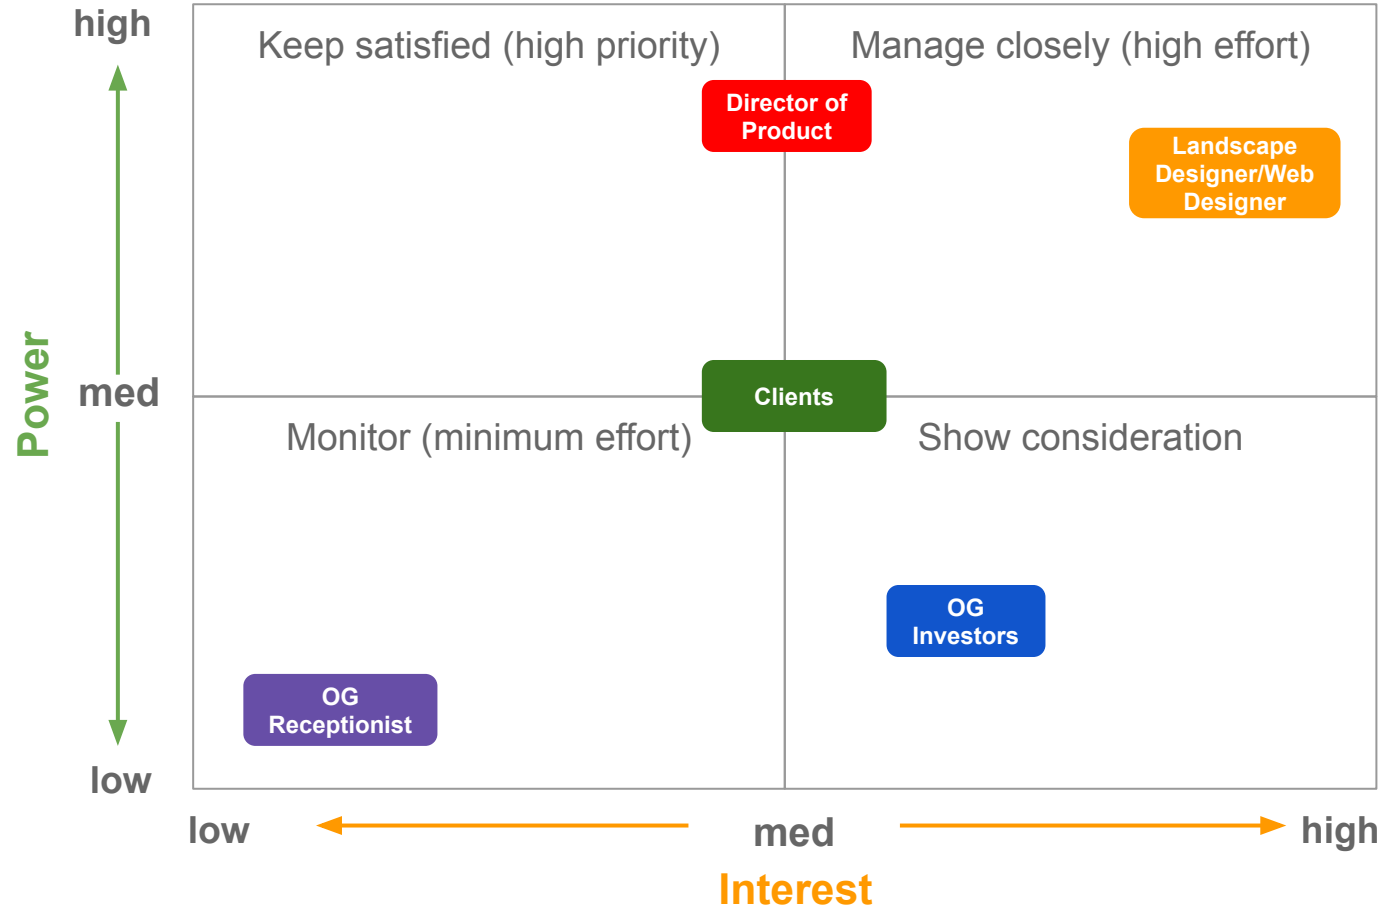 high
Keep satisfied (high priority)
Manage closely (high effort)
Director of
Product
Landscape
Designer/Web
Designer
Power
med
Clients
Monitor (minimum effort)
Show consideration
OG
Investors
OG
Receptionist
low
low
med
high
Interest